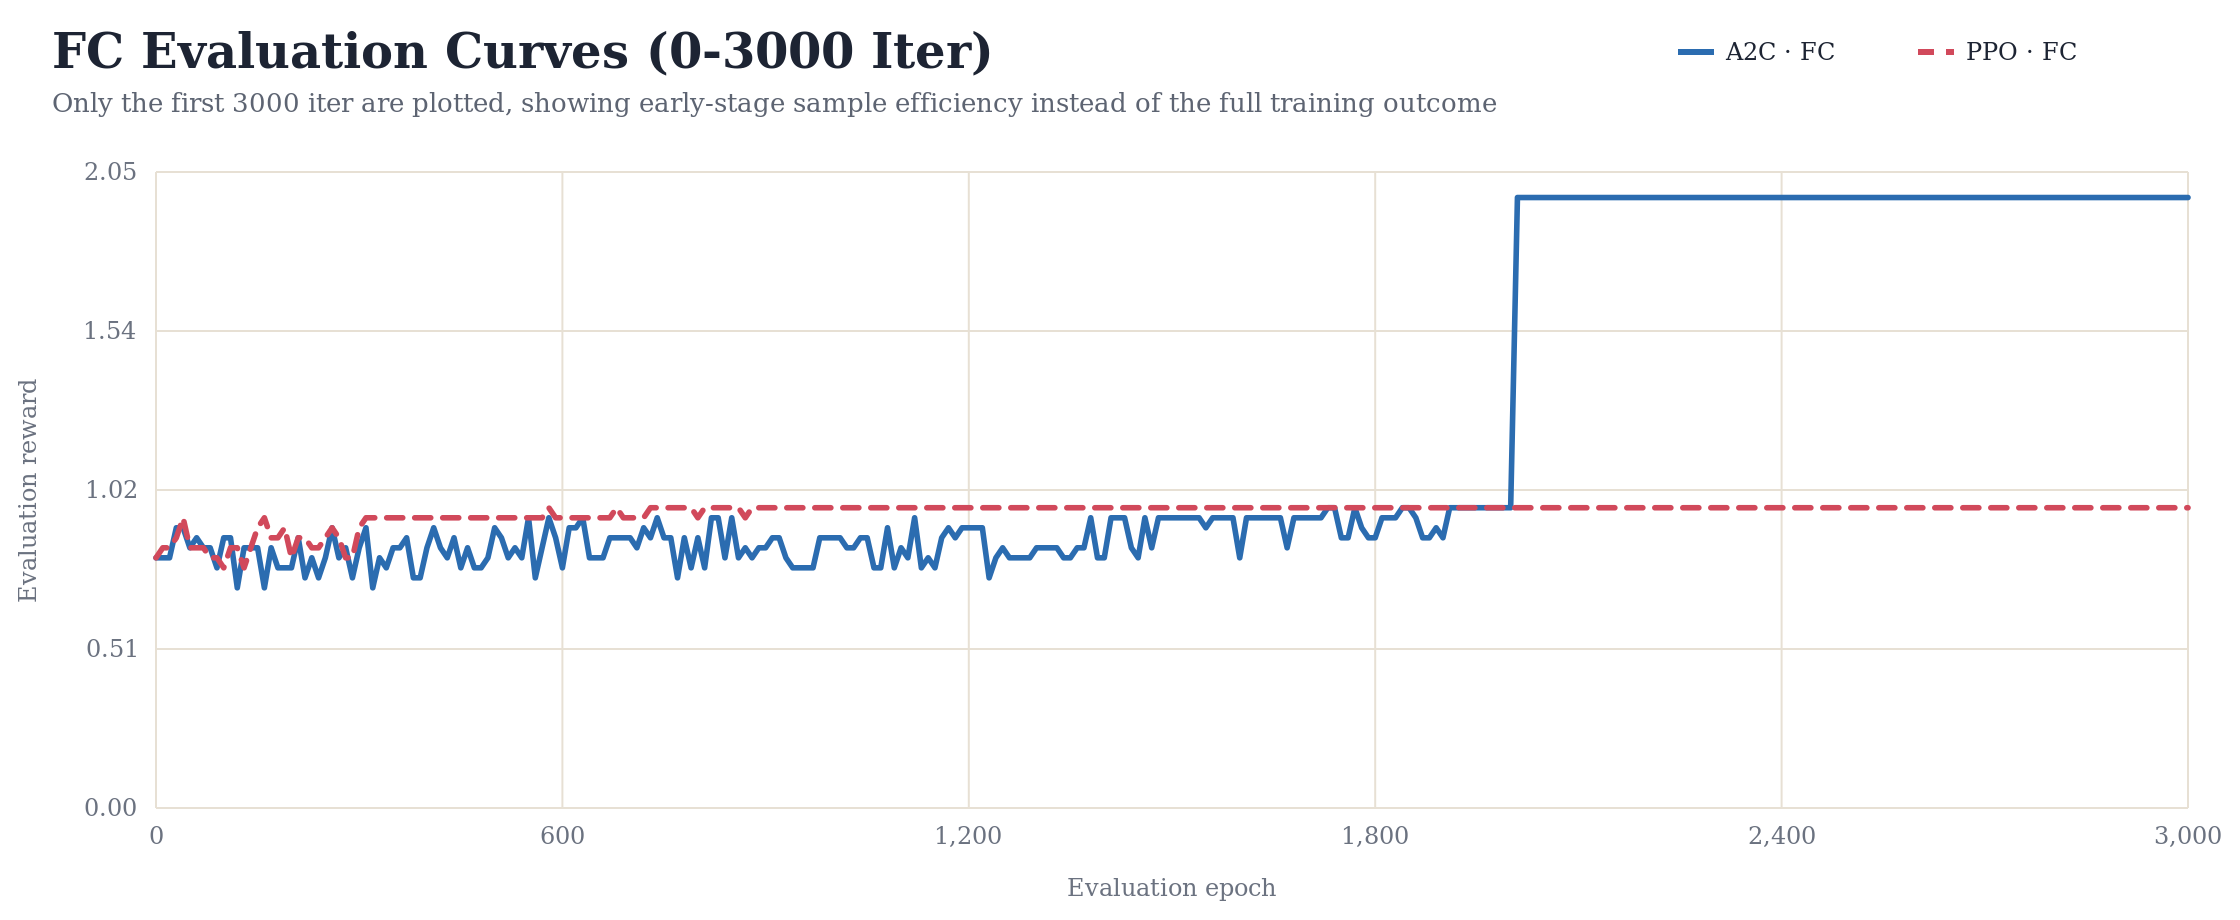 FC Evaluation Curves (0-3000 Iter)
A2C · FC
PPO · FC
Only the first 3000 iter are plotted, showing early-stage sample efficiency instead of the full training outcome
2.05
1.54
1.02
0.51
0.00
Evaluation reward
0
600
1,200
1,800
2,400
3,000
Evaluation epoch